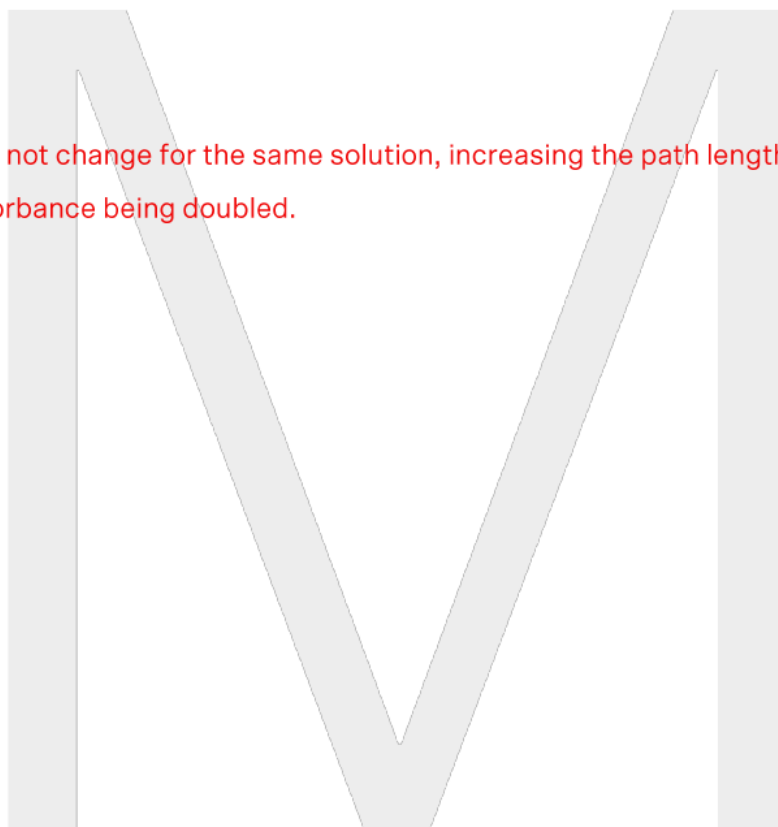 not change for the same solution, increasing the path length
orbance being doubled.
M